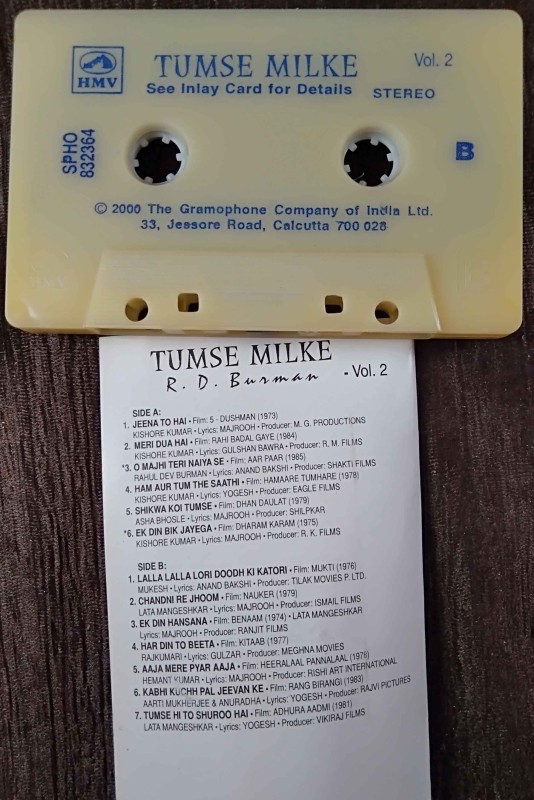 HMV
TUMSE MILKE
Vol. 2
See Inlay Card for Details
STEREO
SPHO
832364
B
© 2000 The Gramophone Company of India Ltd.
33, Jessore Road, Calcutta 700 028
TUMSE MILKE
R. D. Burman - Vol. 2
SIDE A:
1. JEENA TO HAI • Film: 5 - DUSHMAN (1973)
KISHORE KUMAR • Lyrics: MAJROOH • Producer: M. G. PRODUCTIONS
2. MERI DUA HAI • Film: RAHI BADAL GAYE (1984)
KISHORE KUMAR • Lyrics: GULSHAN BAWRA • Producer: R. M. FILMS
*3. O MAJHI TERI NAIYA SE • Film: AAR PAAR (1985)
RAHUL DEV BURMAN • Lyrics: ANAND BAKSHI • Producer: SHAKTI FILMS
4. HAM AUR TUM THE SAATHI • Film: HAMAARE TUMHARE (1978)
KISHORE KUMAR • Lyrics: YOGESH • Producer: EAGLE FILMS
5. SHIKWA KOI TUMSE • Film: DHAN DAULAT (1979)
ASHA BHOSLE • Lyrics: MAJROOH • Producer: SHILPKAR
*6. EK DIN BIK JAYEGA • Film: DHARAM KARAM (1975)
KISHORE KUMAR • Lyrics: MAJROOH • Producer: R. K. FILMS
SIDE B:
1. LALLA LALLA LORI DOODH KI KATORI • Film: MUKTI (1976)
MUKESH • Lyrics: ANAND BAKSHI • Producer: TILAK MOVIES P. LTD.
2. CHANDNI RE JHOOM • Film: NAUKER (1979)
LATA MANGESHKAR • Lyrics: MAJROOH • Producer: ISMAIL FILMS
3. EK DIN HANSANA • Film: BENAAM (1974) • LATA MANGESHKAR
Lyrics: MAJROOH • Producer: RANJIT FILMS
4. HAR DIN TO BEETA • Film: KITAAB (1977)
RAJKUMARI • Lyrics: GULZAR • Producer: MEGHNA MOVIES
5. AAJA MERE PYAR AAJA • Film: HEERALAAL PANNALAAL (1978)
HEMANT KUMAR • Lyrics: MAJROOH • Producer: RISHI ART INTERNATIONAL
6. KABHI KUCHH PAL JEEVAN KE • Film: RANG BIRANGI (1983)
AARTI MUKHERJEE & ANURADHA • Lyrics: YOGESH • Producer: RAJVI PICTURES
7. TUMSE HI TO SHUROO HAI • Film: ADHURA AADMI (1981)
LATA MANGESHKAR • Lyrics: YOGESH • Producer: VIKIRAJ FILMS